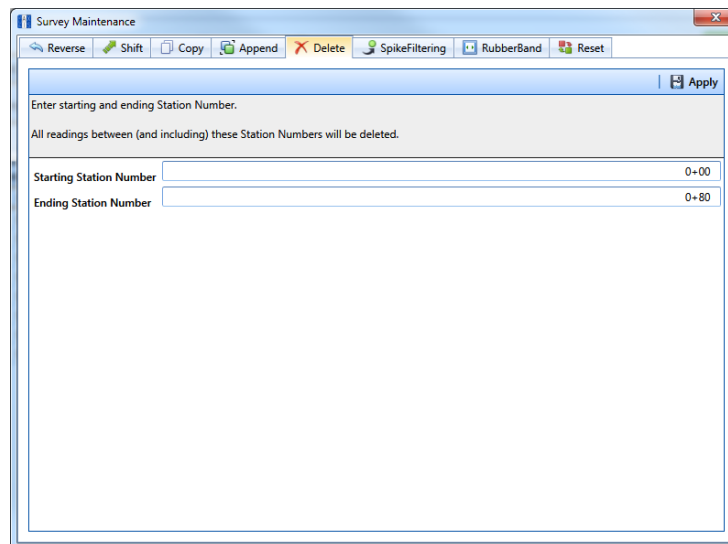 Survey Maintenance
Reverse Shift Copy Append Delete SpikeFiltering RubberBand Reset
Apply
Enter starting and ending Station Number.
All readings between (and including) these Station Numbers will be deleted.
Starting Station Number 0+00
Ending Station Number 0+80